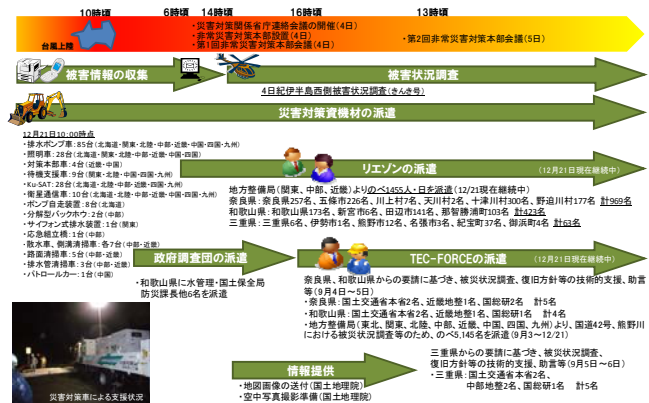 10時頃
6時頃
14時頃
16時頃
13時頃
台風上陸
・災害対策関係省庁連絡会議の開催(4日)
・非常災害対策本部設置(4日)
・第1回非常災害対策本部会議(4日)
・第2回非常災害対策本部会議(5日)
被害情報の収集
被害状況調査
4日紀伊半島西側被害状況調査(きんき号)
災害対策資機材の派遣
12月21日10:00時点
・排水ポンプ車:85台(北海道・関東・北陸・中部・近畿・中国・四国・九州)
・照明車:28台(北海道・関東・北陸・中部・近畿・中国・四国)
・対策本部車:4台(近畿・中国)
・待機支援車:9台(関東・北陸・中部・近畿・中国・四国)
・Ku-SAT:28台(関東・北陸・中部・近畿・中国・四国・九州)
・衛星通信車:10台(北海道・関東・北陸・中部・近畿・中国・四国・九州)
・ポンプ自走装置:8台(北海道)
・分解型バックホウ:2台(中部)
・サイフォン式排水装置:1台(関東)
・応急組立橋:1台(中部)
・散水車、側溝清掃車:各7台(中部・近畿)
・路面清掃車:5台(中部・近畿)
・排水管清掃車:3台(中部・近畿)
・パトロールカー:1台(中国)
リエゾンの派遣
(12月21日現在継続中)
地方整備局(関東、中部、近畿)よりのべ1455人・日を派遣(12/21現在継続中)
奈良県:奈良県257名、五條市226名、川上村7名、天川村2名、十津川村300名、野迫川村177名 計969名
和歌山県:和歌山県173名、新宮市6名、田辺市141名、那智勝浦町103名 計423名
三重県:三重県6名、伊勢市1名、熊野市12名、名張市3名、紀宝町37名、御浜町4名 計63名
政府調査団の派遣
・和歌山県に水管理・国土保全局
防災課長他6名を派遣
TEC-FORCEの派遣
(12月21日現在継続中)
奈良県、和歌山県からの要請に基づき、被災状況調査、復旧方針等の技術的支援、助言
等(9月4日~5日)
・奈良県:国土交通省本省2名、近畿地整1名、国総研2名 計5名
・和歌山県:国土交通省本省2名、近畿地整1名、国総研1名 計4名
・地方整備局(東北、関東、北陸、中部、近畿、中国、四国、九州)より、国道42号、熊野川
における被災状況調査等のため、のべ5,145名を派遣(9月3~12/21)
三重県からの要請に基づき、被災状況調査、
復旧方針等の技術的支援、助言等(9月5日~6日)
・三重県:国土交通省本省2名、
中部地整2名、国総研1名 計5名
情報提供
・地図画像の送付(国土地理院)
・空中写真撮影準備(国土地理院)
災害対策車による支援状況